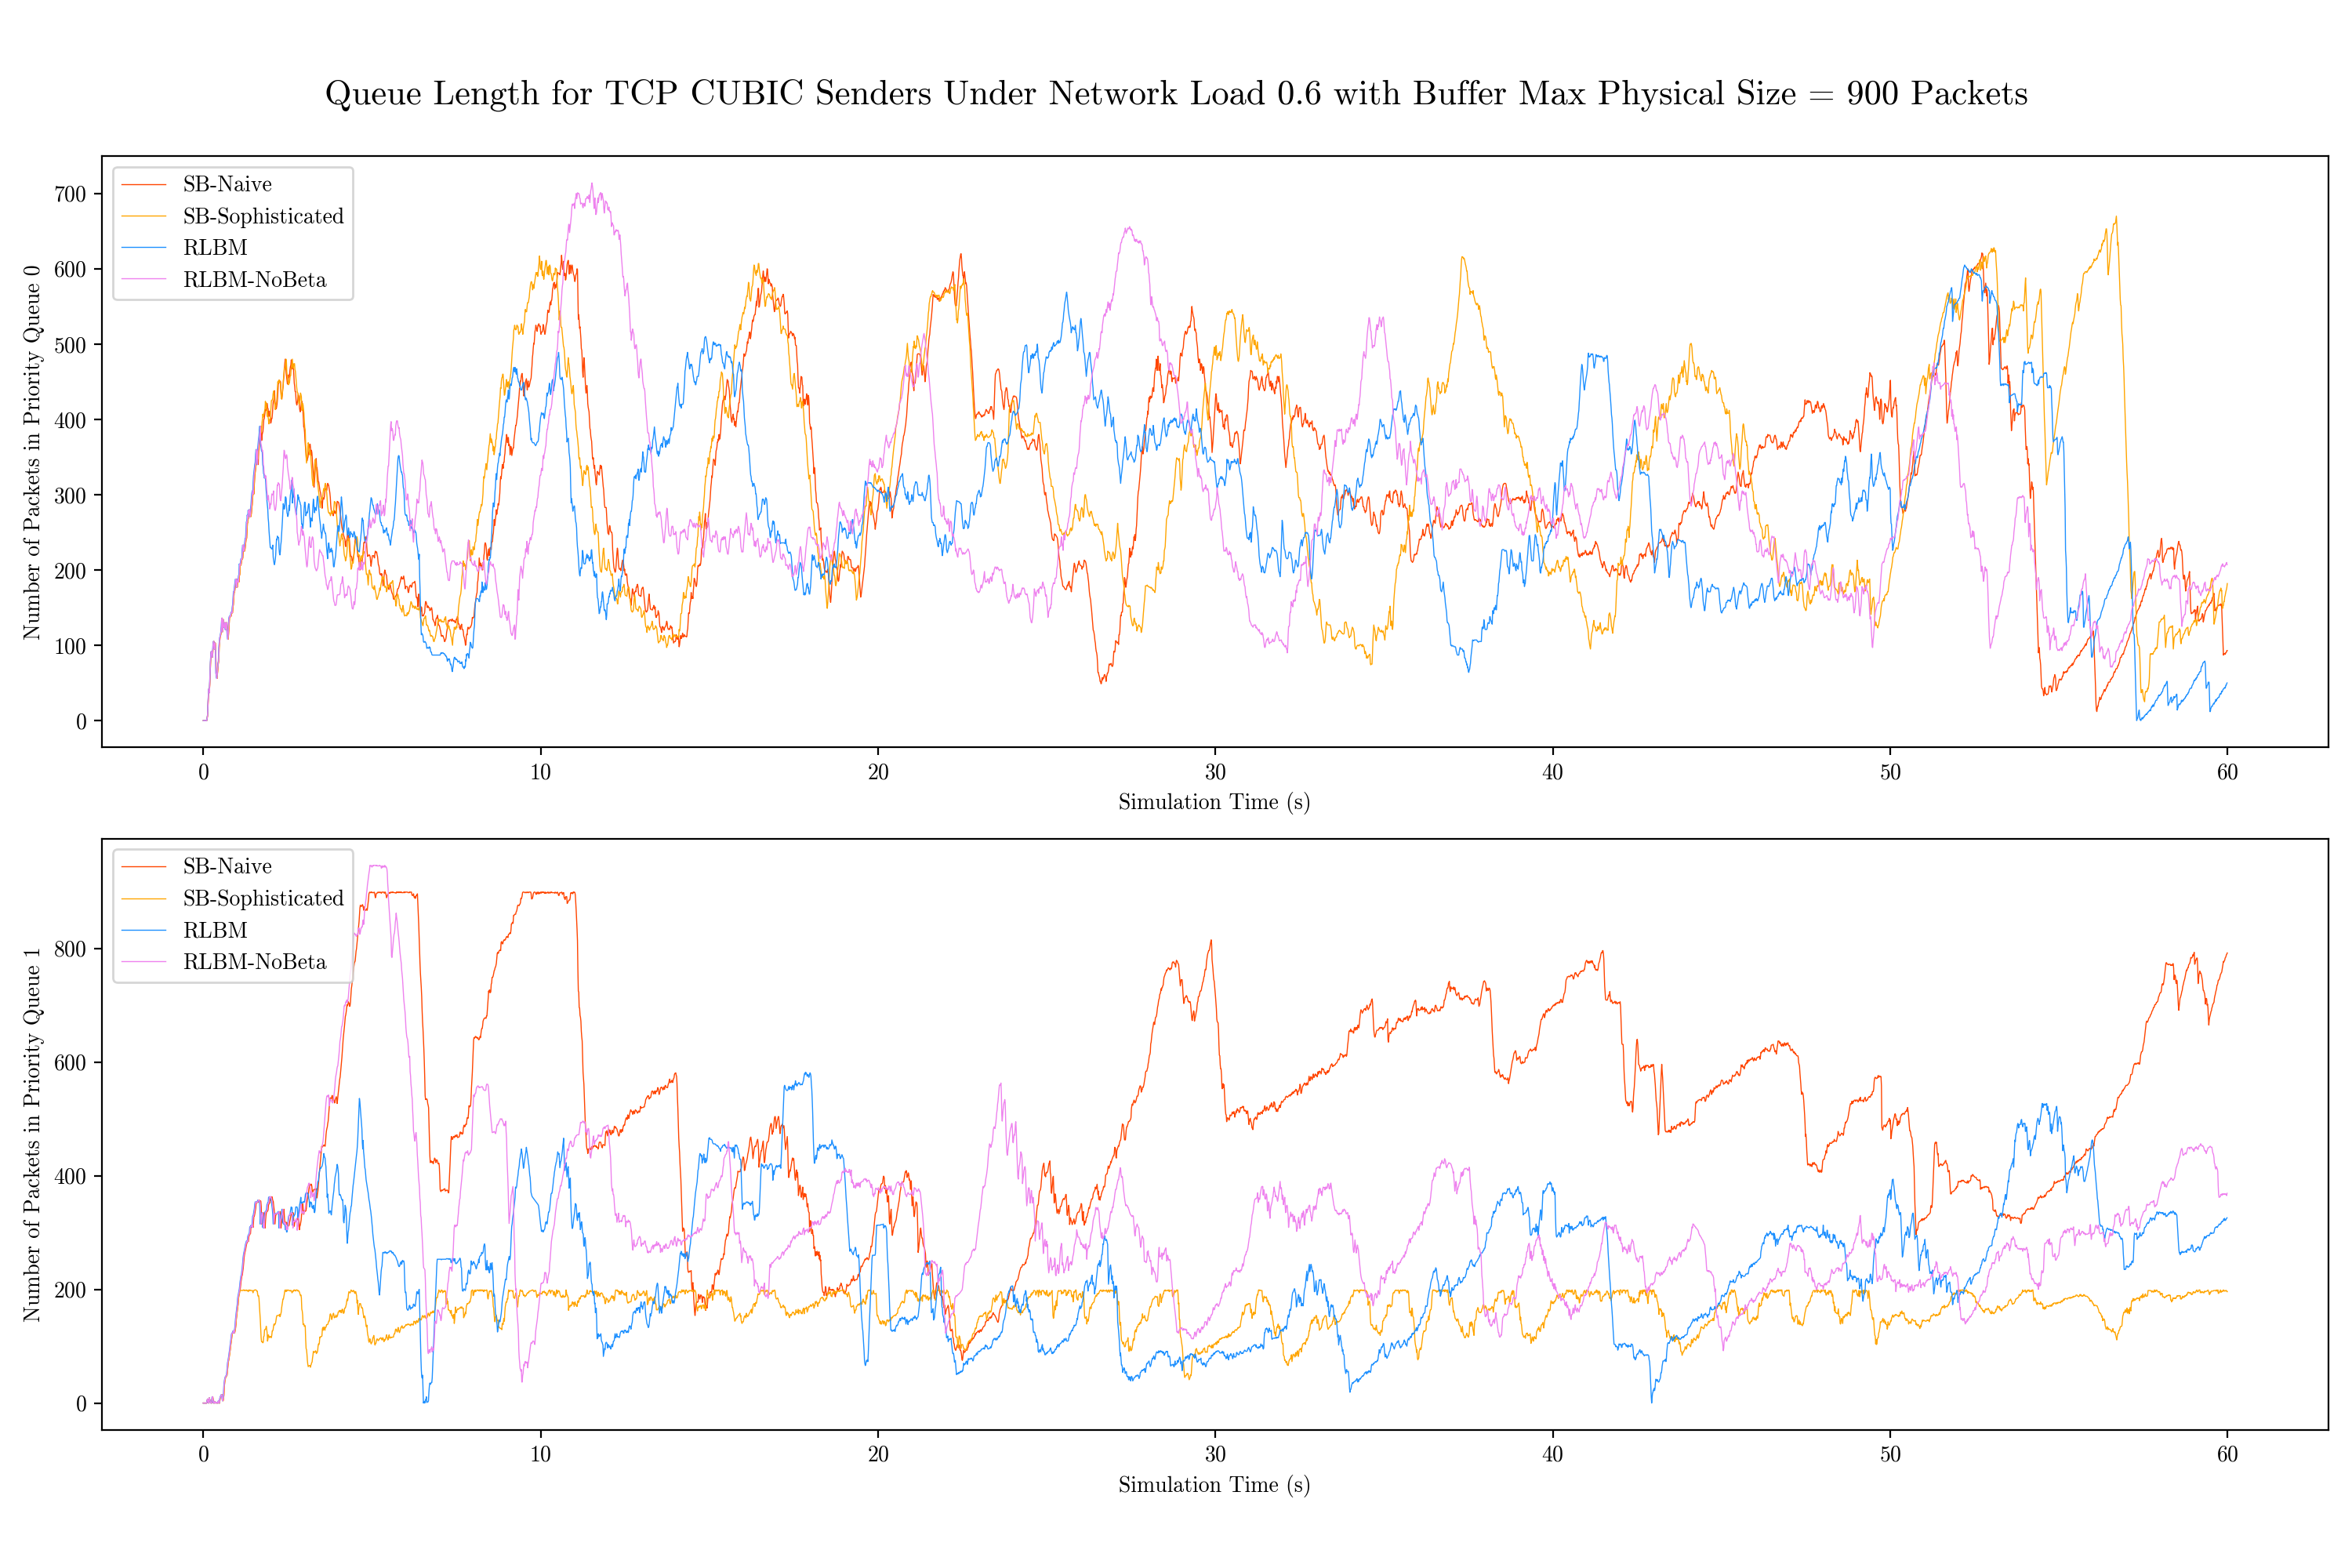 Queue Length for TCP CUBIC Senders Under Network Load 0.6 with Buffer Max Physical Size = 900 Packets
SB-Naive
SB-Sophisticated
RLBM
RLBM-NoBeta
Number of Packets in Priority Queue 0
700
600
500
400
300
200
100
0
0 10 20 30 40 50 60
Simulation Time (s)
SB-Naive
SB-Sophisticated
RLBM
RLBM-NoBeta
Number of Packets in Priority Queue 1
800
600
400
200
0
0 10 20 30 40 50 60
Simulation Time (s)